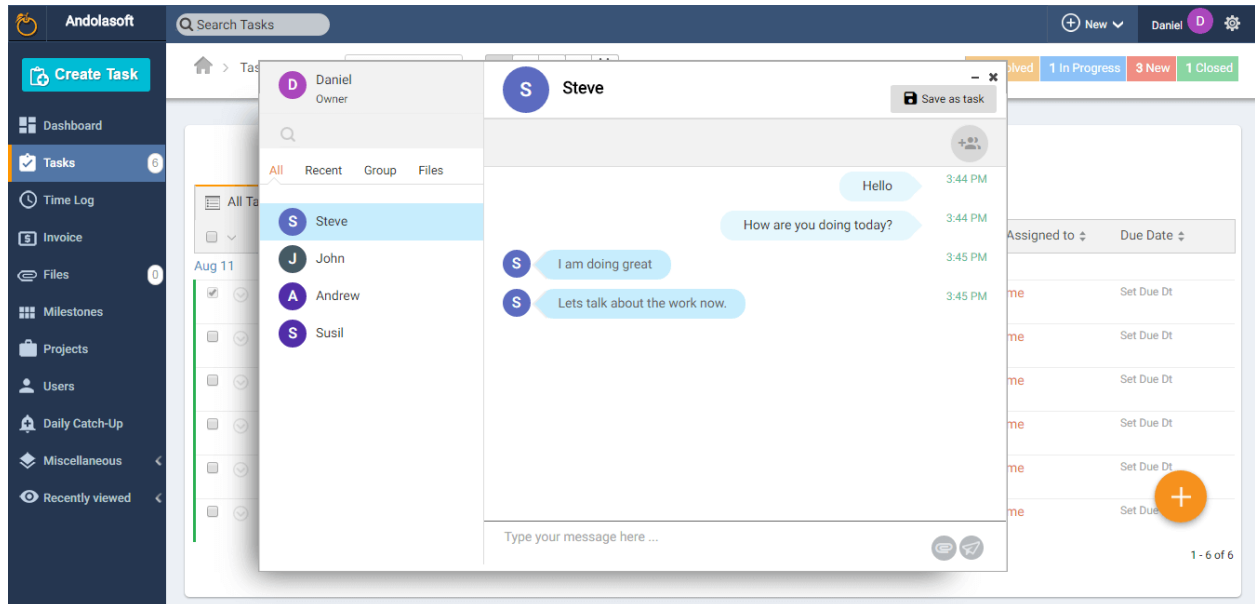 Andolasoft
Search Tasks
New
Daniel D
Create Task
Dashboard
Tasks 6
Time Log
Invoice
Files 0
Milestones
Projects
Users
Daily Catch-Up
Miscellaneous
Recently viewed
1 In Progress
3 New
1 Closed
All
Aug 11
Assigned to
Due Date
me Set Due Dt
me Set Due Dt
me Set Due Dt
me Set Due Dt
me Set Due Dt
me Set Due
1 - 6 of 6
D Daniel
Owner
All Recent Group Files
S Steve
J John
A Andrew
S Susil
S Steve
Save as task
Hello 3:44 PM
How are you doing today? 3:44 PM
S I am doing great 3:45 PM
S Lets talk about the work now. 3:45 PM
Type your message here ...